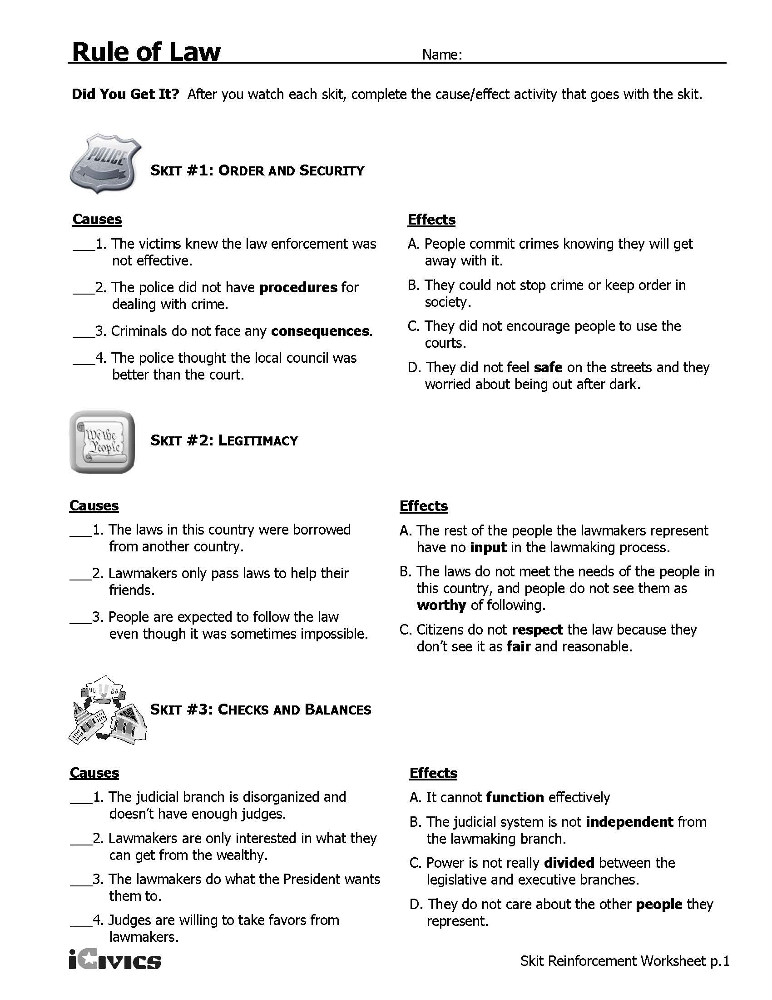 Rule of Law Name:
Did You Get It? After you watch each skit, complete the cause/effect activity that goes with the skit.
POLICE
SKIT #1: ORDER AND SECURITY
Causes
___1. The victims knew the law enforcement was
not effective.
___2. The police did not have procedures for
dealing with crime.
___3. Criminals do not face any consequences.
___4. The police thought the local council was
better than the court.
Effects
A. People commit crimes knowing they will get
away with it.
B. They could not stop crime or keep order in
society.
C. They did not encourage people to use the
courts.
D. They did not feel safe on the streets and they
worried about being out after dark.
We the
People
SKIT #2: LEGITIMACY
Causes
___1. The laws in this country were borrowed
from another country.
___2. Lawmakers only pass laws to help their
friends.
___3. People are expected to follow the law
even though it was sometimes impossible.
Effects
A. The rest of the people the lawmakers represent
have no input in the lawmaking process.
B. The laws do not meet the needs of the people in
this country, and people do not see them as
worthy of following.
C. Citizens do not respect the law because they
don't see it as fair and reasonable.
SKIT #3: CHECKS AND BALANCES
Causes
___1. The judicial branch is disorganized and
doesn't have enough judges.
___2. Lawmakers are only interested in what they
can get from the wealthy.
___3. The lawmakers do what the President wants
them to.
___4. Judges are willing to take favors from
lawmakers.
Effects
A. It cannot function effectively
B. The judicial system is not independent from
the lawmaking branch.
C. Power is not really divided between the
legislative and executive branches.
D. They do not care about the other people they
represent.
iCivics
Skit Reinforcement Worksheet p.1